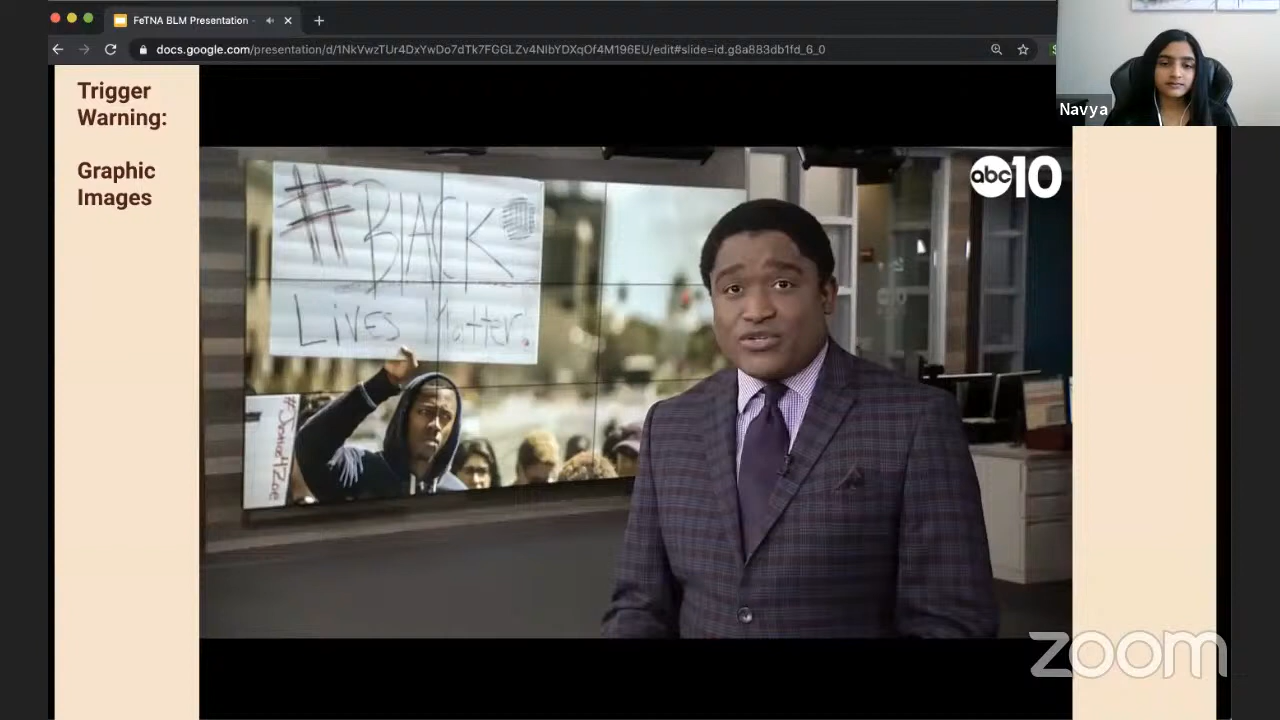 FeTNA BLM Presentation -
docs.google.com/presentation/d/1NkVwzTUr4DxYwDo7dTk7FGGLZv4NIbYDXqOf4M196EU/edit#slide=id.g8a883db1fd_6_0
Navya
Trigger
Warning:
Graphic
Images
abc10
#BLACK
Lives Matter.
zoom